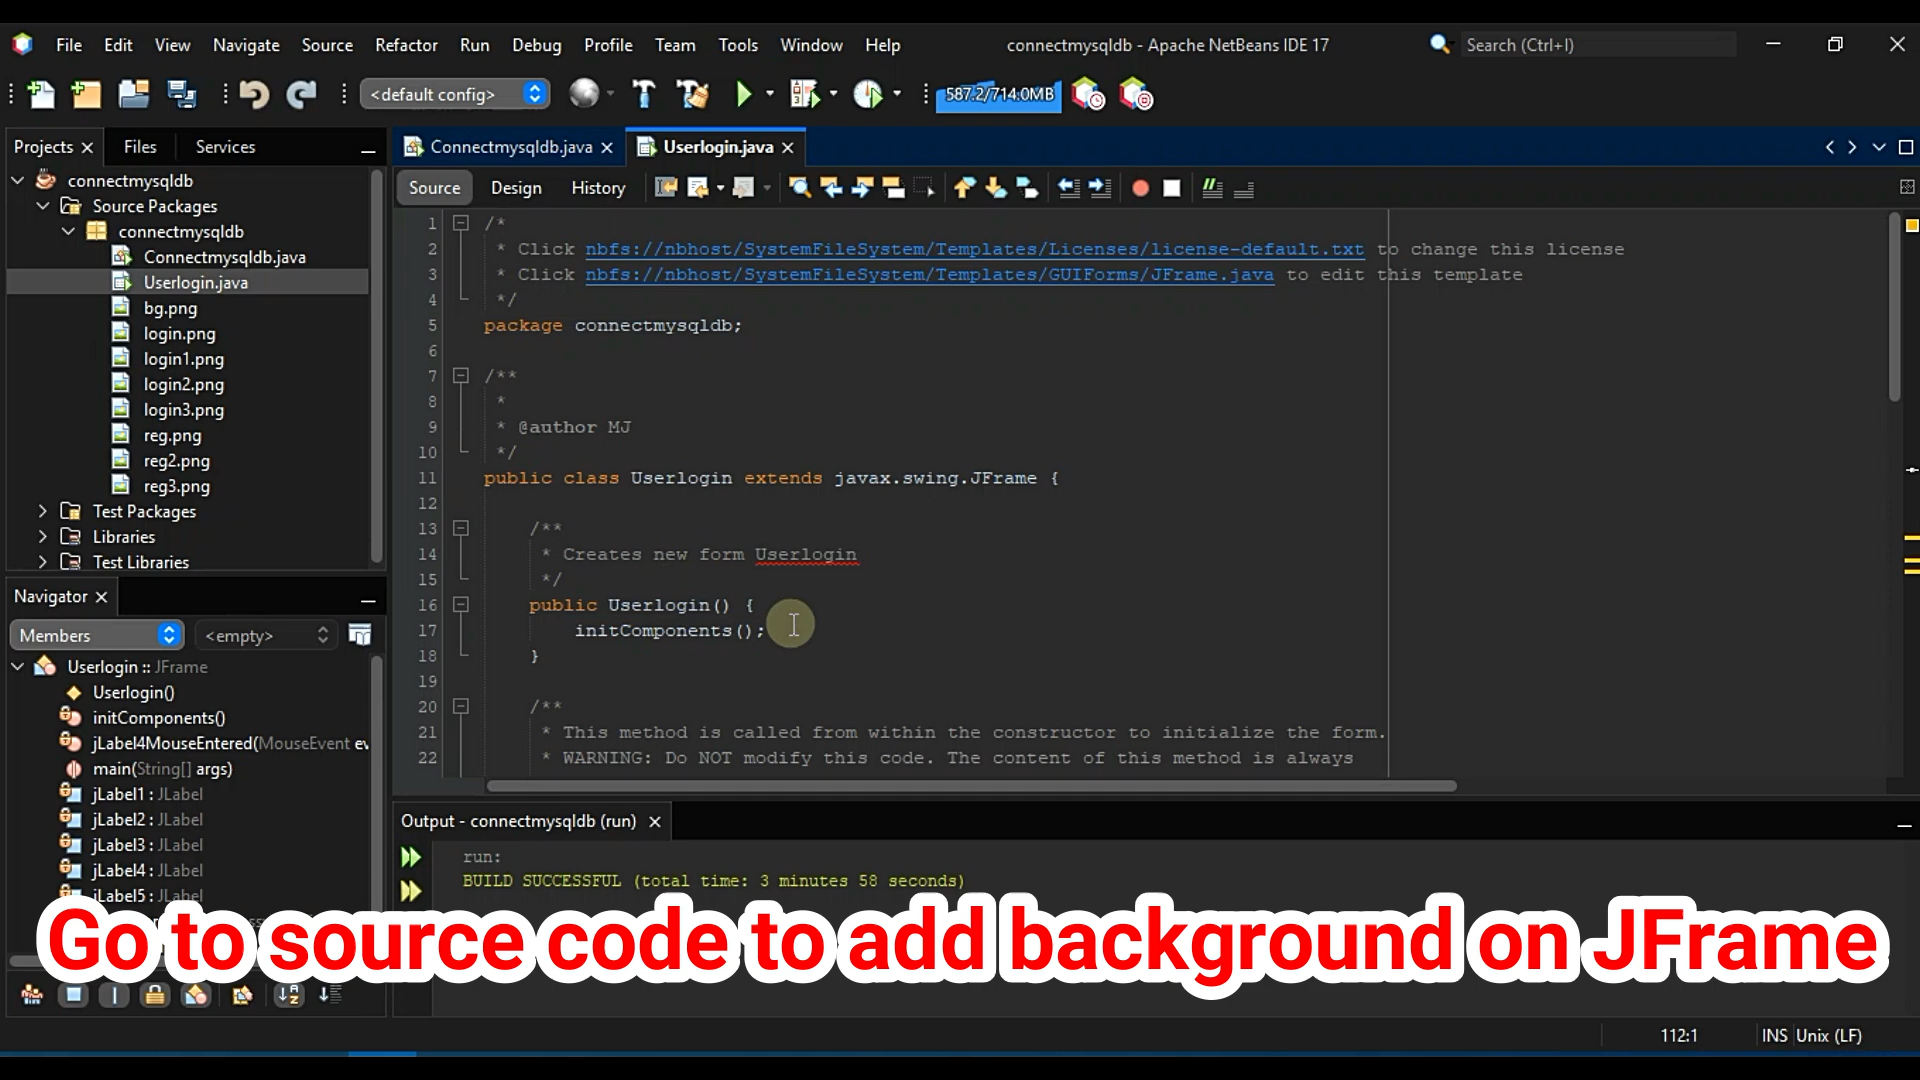 File Edit View Navigate Source Refactor Run Debug Profile Team Tools Window Help connectmysqldb - Apache NetBeans IDE 17 Search (Ctrl+I)
<default config> 587.2/714.0MB
Projects Files Services Connectmysqldb.java Userlogin.java
Source Design History
connectmysqldb
Source Packages
connectmysqldb
Connectmysqldb.java
Userlogin.java
bg.png
login.png
login1.png
login2.png
login3.png
reg.png
reg2.png
reg3.png
Test Packages
Libraries
Test Libraries
1 /*
2 * Click nbfs://nbhost/SystemFileSystem/Templates/Licenses/license-default.txt to change this license
3 * Click nbfs://nbhost/SystemFileSystem/Templates/GUIForms/JFrame.java to edit this template
4 */
5 package connectmysqldb;
6
7 /**
8 *
9 * @author MJ
10 */
11 public class Userlogin extends javax.swing.JFrame {
12
13 /**
14 * Creates new form Userlogin
15 */
16 public Userlogin() {
17 initComponents();
18 }
19
20 /**
21 * This method is called from within the constructor to initialize the form.
22 * WARNING: Do NOT modify this code. The content of this method is always
Navigator
Members <empty>
Userlogin :: JFrame
Userlogin()
initComponents()
jLabel4MouseEntered(MouseEvent ev
main(String[] args)
jLabel1 : JLabel
jLabel2 : JLabel
jLabel3 : JLabel
jLabel4 : JLabel
jLabel5 : JLabel
Output - connectmysqldb (run)
run:
BUILD SUCCESSFUL (total time: 3 minutes 58 seconds)
Go to source code to add background on JFrame
112:1 INS Unix (LF)